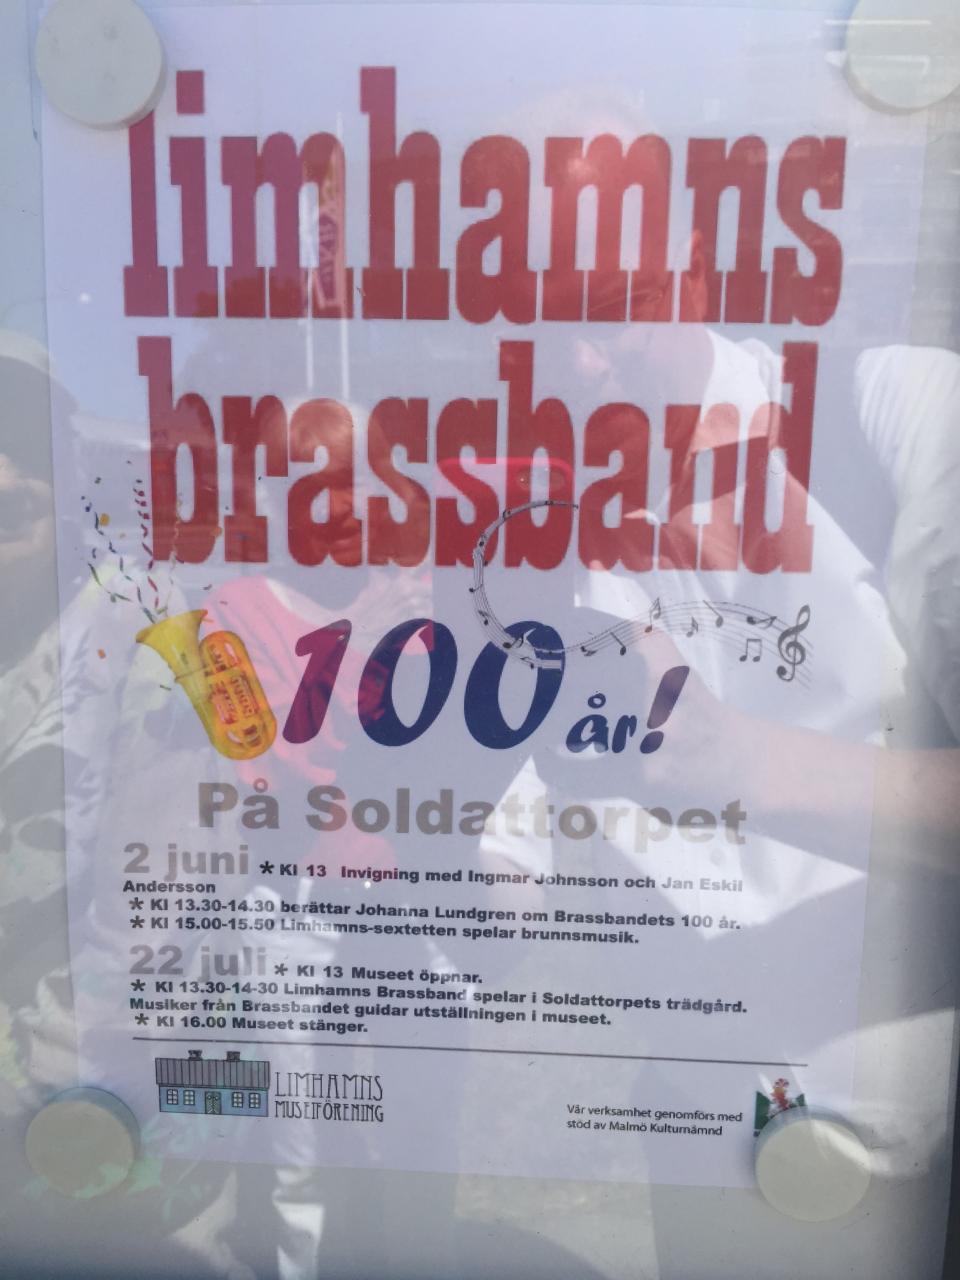 limhamns
brassband
100 år!
På Soldattorpet
2 juni * Kl 13 Invigning med Ingmar Johnsson och Jan Eskil
Andersson
* Kl 13.30-14.30 berättar Johanna Lundgren om Brassbandets 100 år.
* Kl 15.00-15.50 Limhamns-sextetten spelar brunnsmusik.
22 juli * Kl 13 Museet öppnar.
* Kl 13.30-14-30 Limhamns Brassband spelar i Soldattorpets trädgård.
Musiker från Brassbandet guidar utställningen i museet.
* Kl 16.00 Museet stänger.
LIMHAMNS
MUSEIFÖRENING
Vår verksamhet genomförs med
stöd av Malmö Kulturnämnd